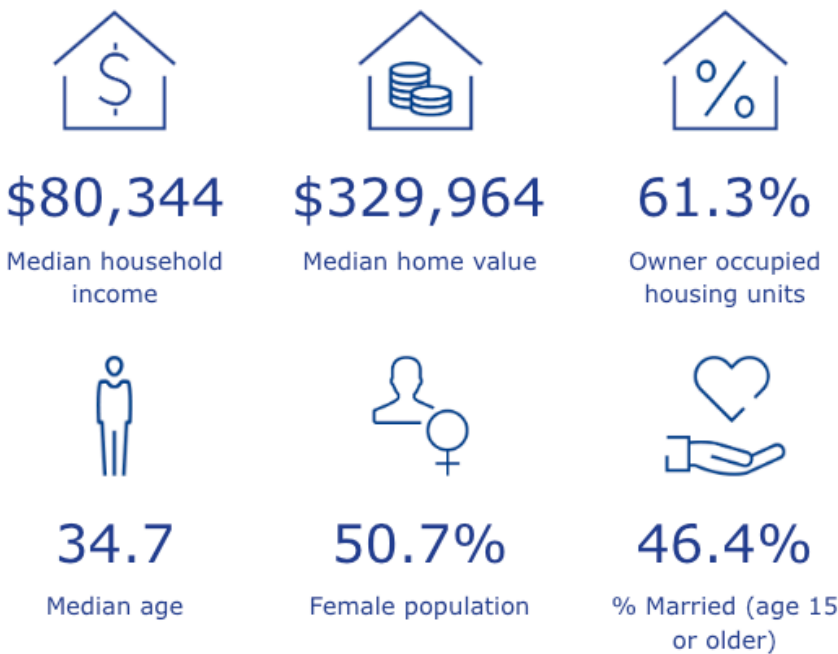 $80,344
Median household
income
$329,964
Median home value
61.3%
Owner occupied
housing units
34.7
Median age
50.7%
Female population
46.4%
% Married (age 15
or older)